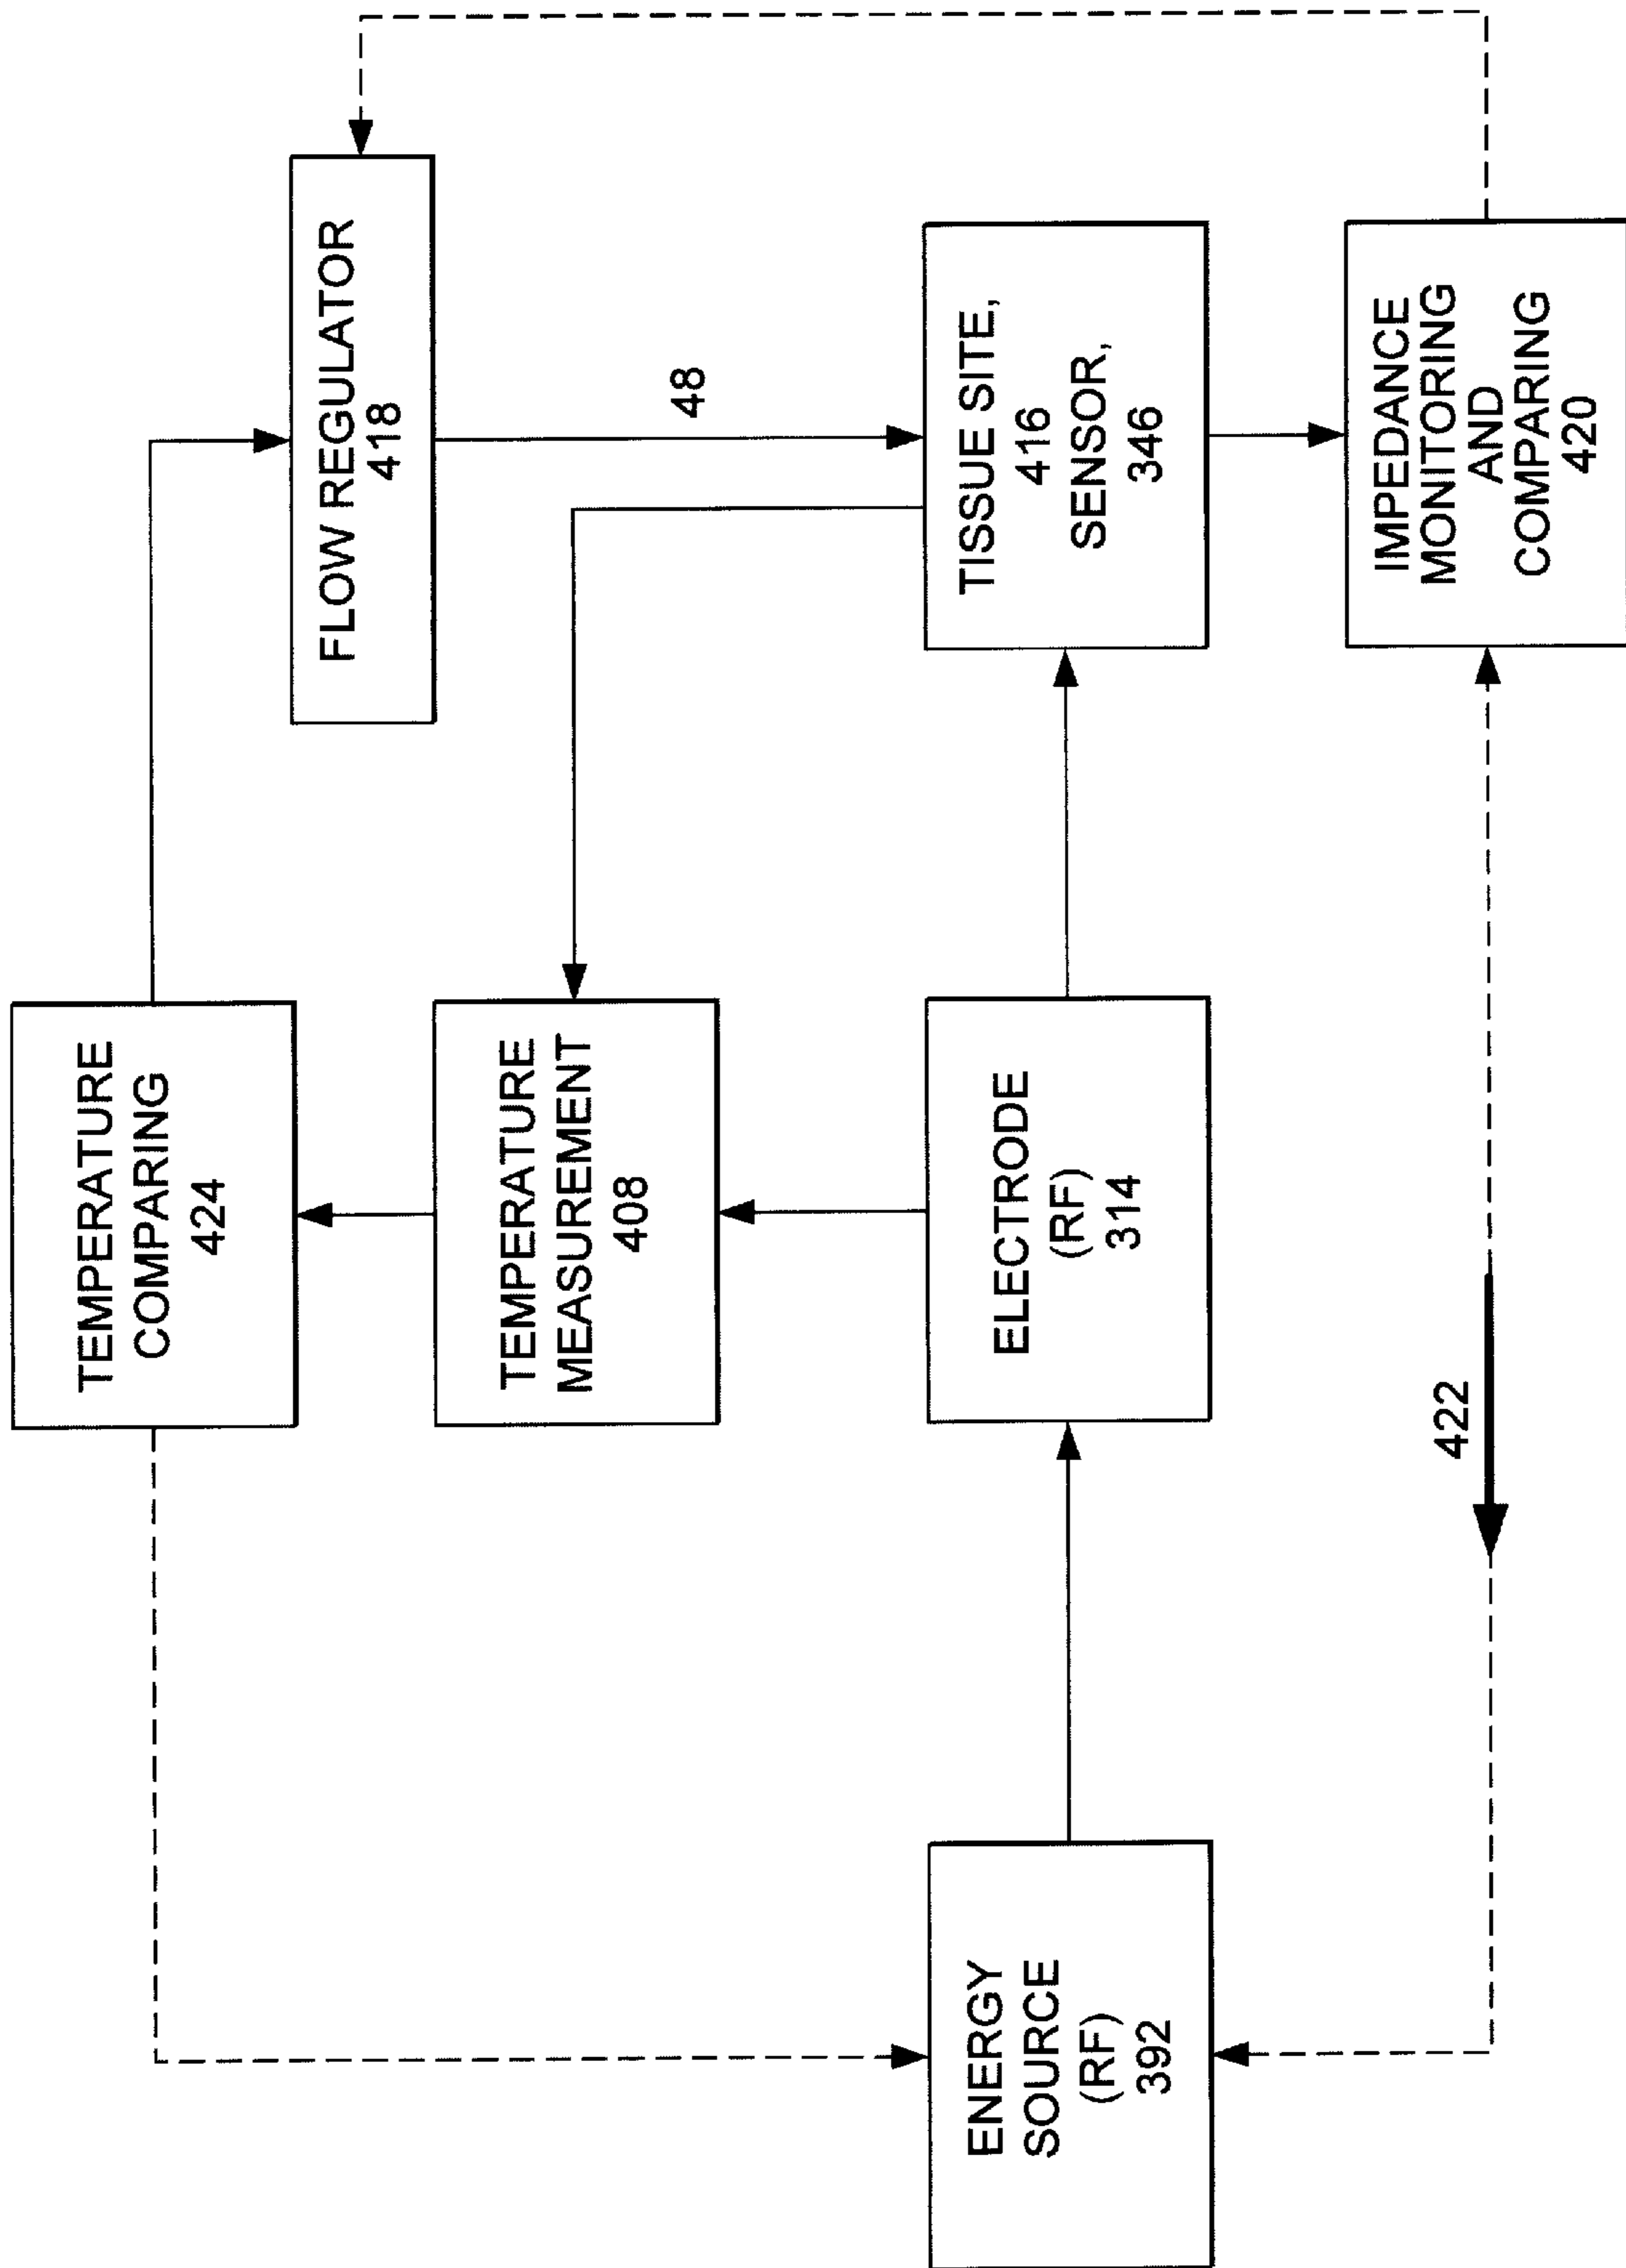 TEMPERATURE
COMPARING
424
FLOW REGULATOR
418
TEMPERATURE
MEASUREMENT
408
48
ENERGY
SOURCE
(RF)
392
ELECTRODE
(RF)
314
TISSUE SITE,
416
SENSOR,
346
422
IMPEDANCE
MONITORING
AND
COMPARING
420